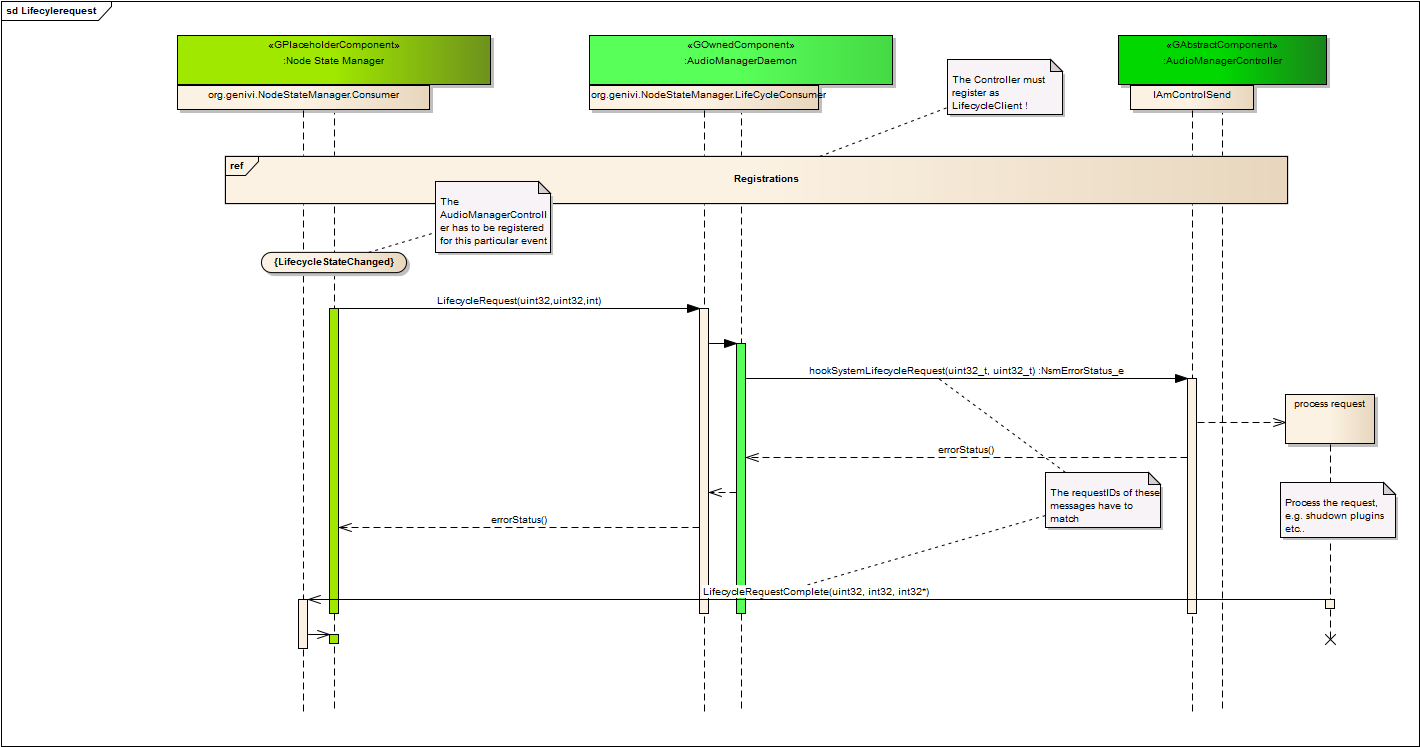 sd Lifecylerequest
«GPlaceholderComponent»
:Node State Manager
org.genivi.NodeStateManager.Consumer
«GOwnedComponent»
:AudioManagerDaemon
org.genivi.NodeStateManager.LifeCycleConsumer
«GAbstractComponent»
:AudioManagerController
IAmControlSend
The Controller must
register as
LifecycleClient !
ref
Registrations
The
AudioManagerControll
er has to be registered
for this particular event
{LifecycleStateChanged}
LifecycleRequest(uint32,uint32,int)
hookSystemLifecycleRequest(uint32_t, uint32_t) :NsmErrorStatus_e
process request
errorStatus()
The requestIDs of these
messages have to
match
Process the request,
e.g. shudown plugins
etc..
errorStatus()
LifecycleRequestComplete(uint32, int32, int32*)